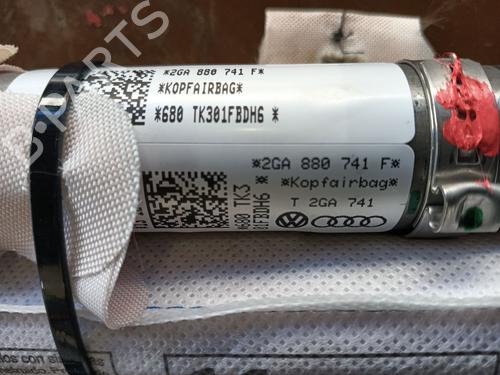 *2GA 880 741 F*
*KOPFAIRBAG*
*680 TK301FBDH6 *
*2GA 880 741 F*
*Kopfairbag*
T 2GA 741
*680 TK3
01FBDH6
B-PARTS